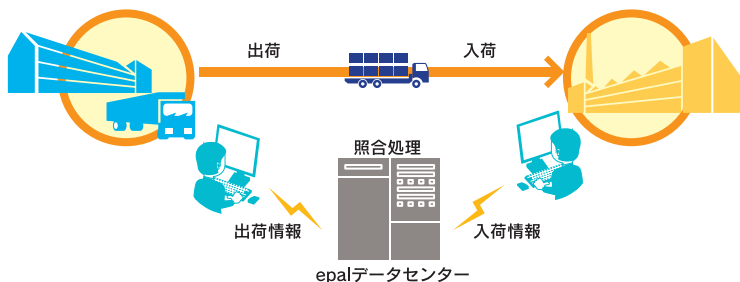 出荷
入荷
照合処理
出荷情報
入荷情報
epalデータセンター